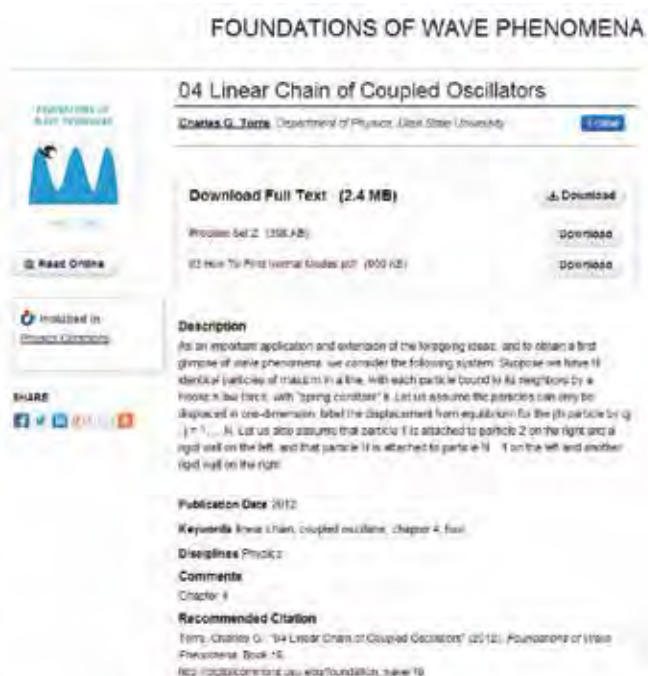 FOUNDATIONS OF WAVE PHENOMENA
04 Linear Chain of Coupled Oscillators
Charles G. Torre, Department of Physics, Utah State University
Follow
FOUNDATIONS OF
WAVE PHENOMENA
Download Full Text (2.4 MB)
Download
Problem Set 2 (358 KB)
Download
02 How To Find Normal Modes.pdf
Download
Read Online
Included in
Physics Commons
SHARE
Description
As an important application and extension of the foregoing ideas, and to obtain a first
glimpse of wave phenomena, we consider the following system. Suppose we have N
identical particles of mass m in a line, with each particle bound to its neighbors by a
Hooke's law force, with "spring constant" k. Let us assume the particles can only be
displaced in one-dimension; label the displacement from equilibrium for the jth particle by qj
j = 1, ..., N. Let us also assume that particle 1 is attached to particle 2 on the right and a
rigid wall on the left, and that particle N is attached to particle N - 1 on the left and another
rigid wall on the right.
Publication Date 2012
Keywords linear chain, coupled oscillators, chapter 4, four
Disciplines Physics
Comments
Chapter 4
Recommended Citation
Torre, Charles G., "04 Linear Chain of Coupled Oscillators" (2012). Foundations of Wave
Phenomena. Book 19.